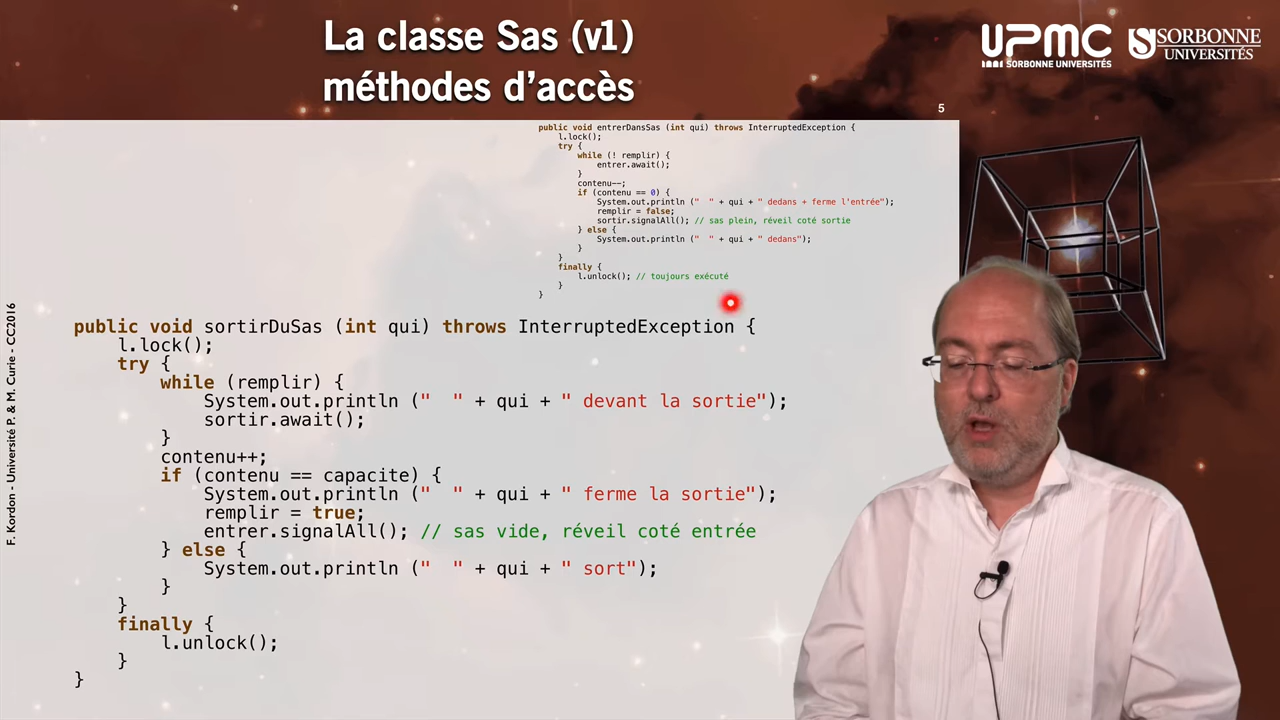 La classe Sas (v1)
méthodes d'accès
UPMC
SORBONNE UNIVERSITÉS
SORBONNE
UNIVERSITÉS
5
public void entrerDansSas (int qui) throws InterruptedException {
l.lock();
try {
while (! remplir) {
entrer.await();
}
contenu--;
if (contenu == 0) {
System.out.println ("  " + qui + " dedans + ferme l'entrée");
remplir = false;
sortir.signalAll(); // sas plein, réveil coté sortie
} else {
System.out.println ("  " + qui + " dedans");
}
}
finally {
l.unlock(); // toujours exécuté
}
}
public void sortirDuSas (int qui) throws InterruptedException {
l.lock();
try {
while (remplir) {
System.out.println ("  " + qui + " devant la sortie");
sortir.await();
}
contenu++;
if (contenu == capacite) {
System.out.println ("  " + qui + " ferme la sortie");
remplir = true;
entrer.signalAll(); // sas vide, réveil coté entrée
} else {
System.out.println ("  " + qui + " sort");
}
}
finally {
l.unlock();
}
}
F. Kordon - Université P. & M. Curie - CC2016